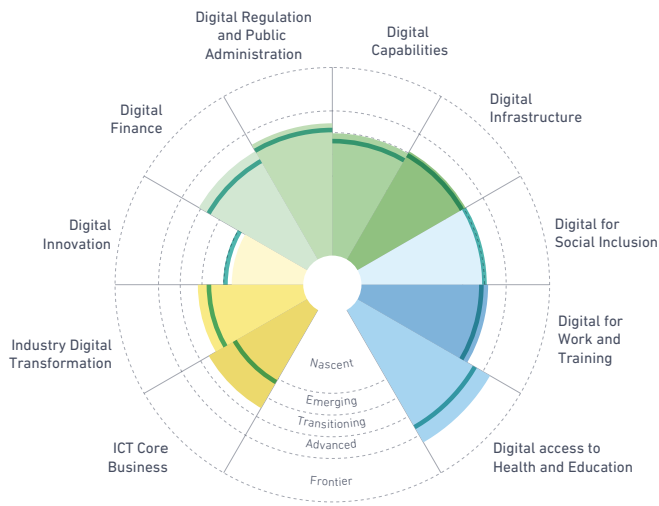 Digital Regulation
and Public
Administration
Digital
Capabilities
Digital
Infrastructure
Digital for
Social Inclusion
Digital for
Work and
Training
Digital access to
Health and Education
ICT Core
Business
Industry Digital
Transformation
Digital
Innovation
Digital
Finance
Nascent
Emerging
Transitioning
Advanced
Frontier